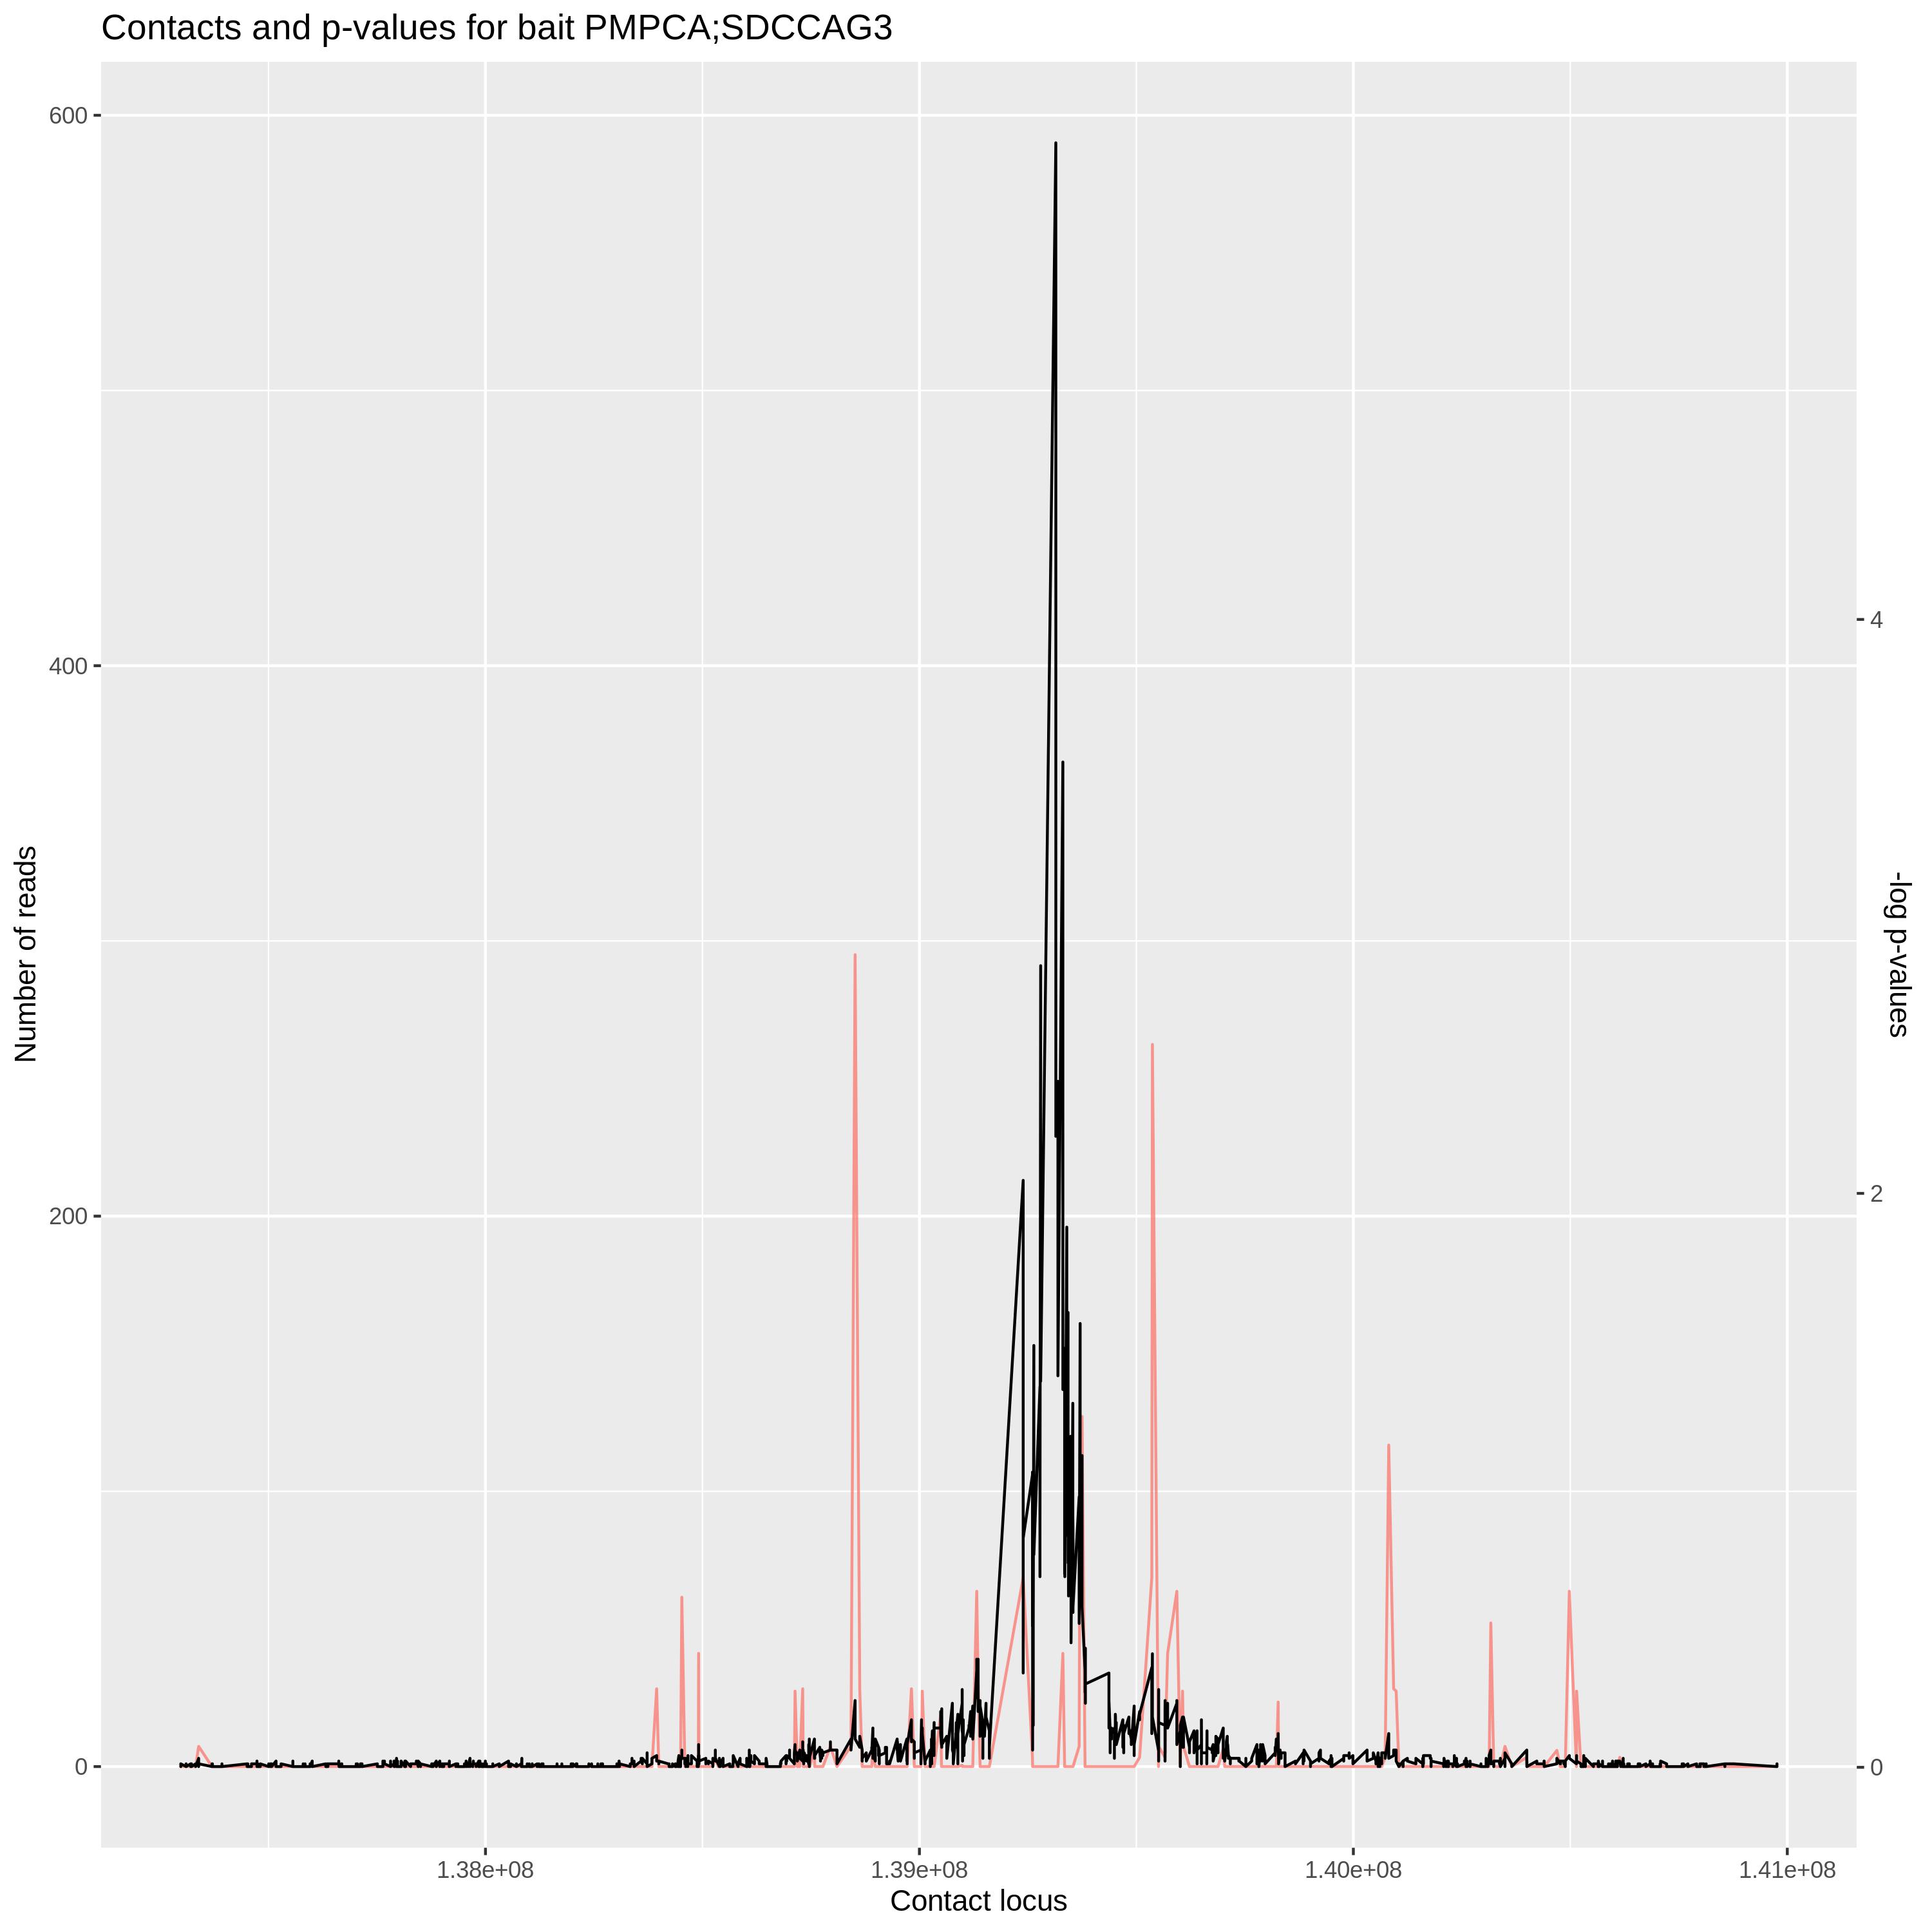 Contacts and p-values for bait PMPCA;SDCCAG3
600
400
200
0
Number of reads
4
2
0
-log p-values
1.38e+08
1.39e+08
1.40e+08
1.41e+08
Contact locus